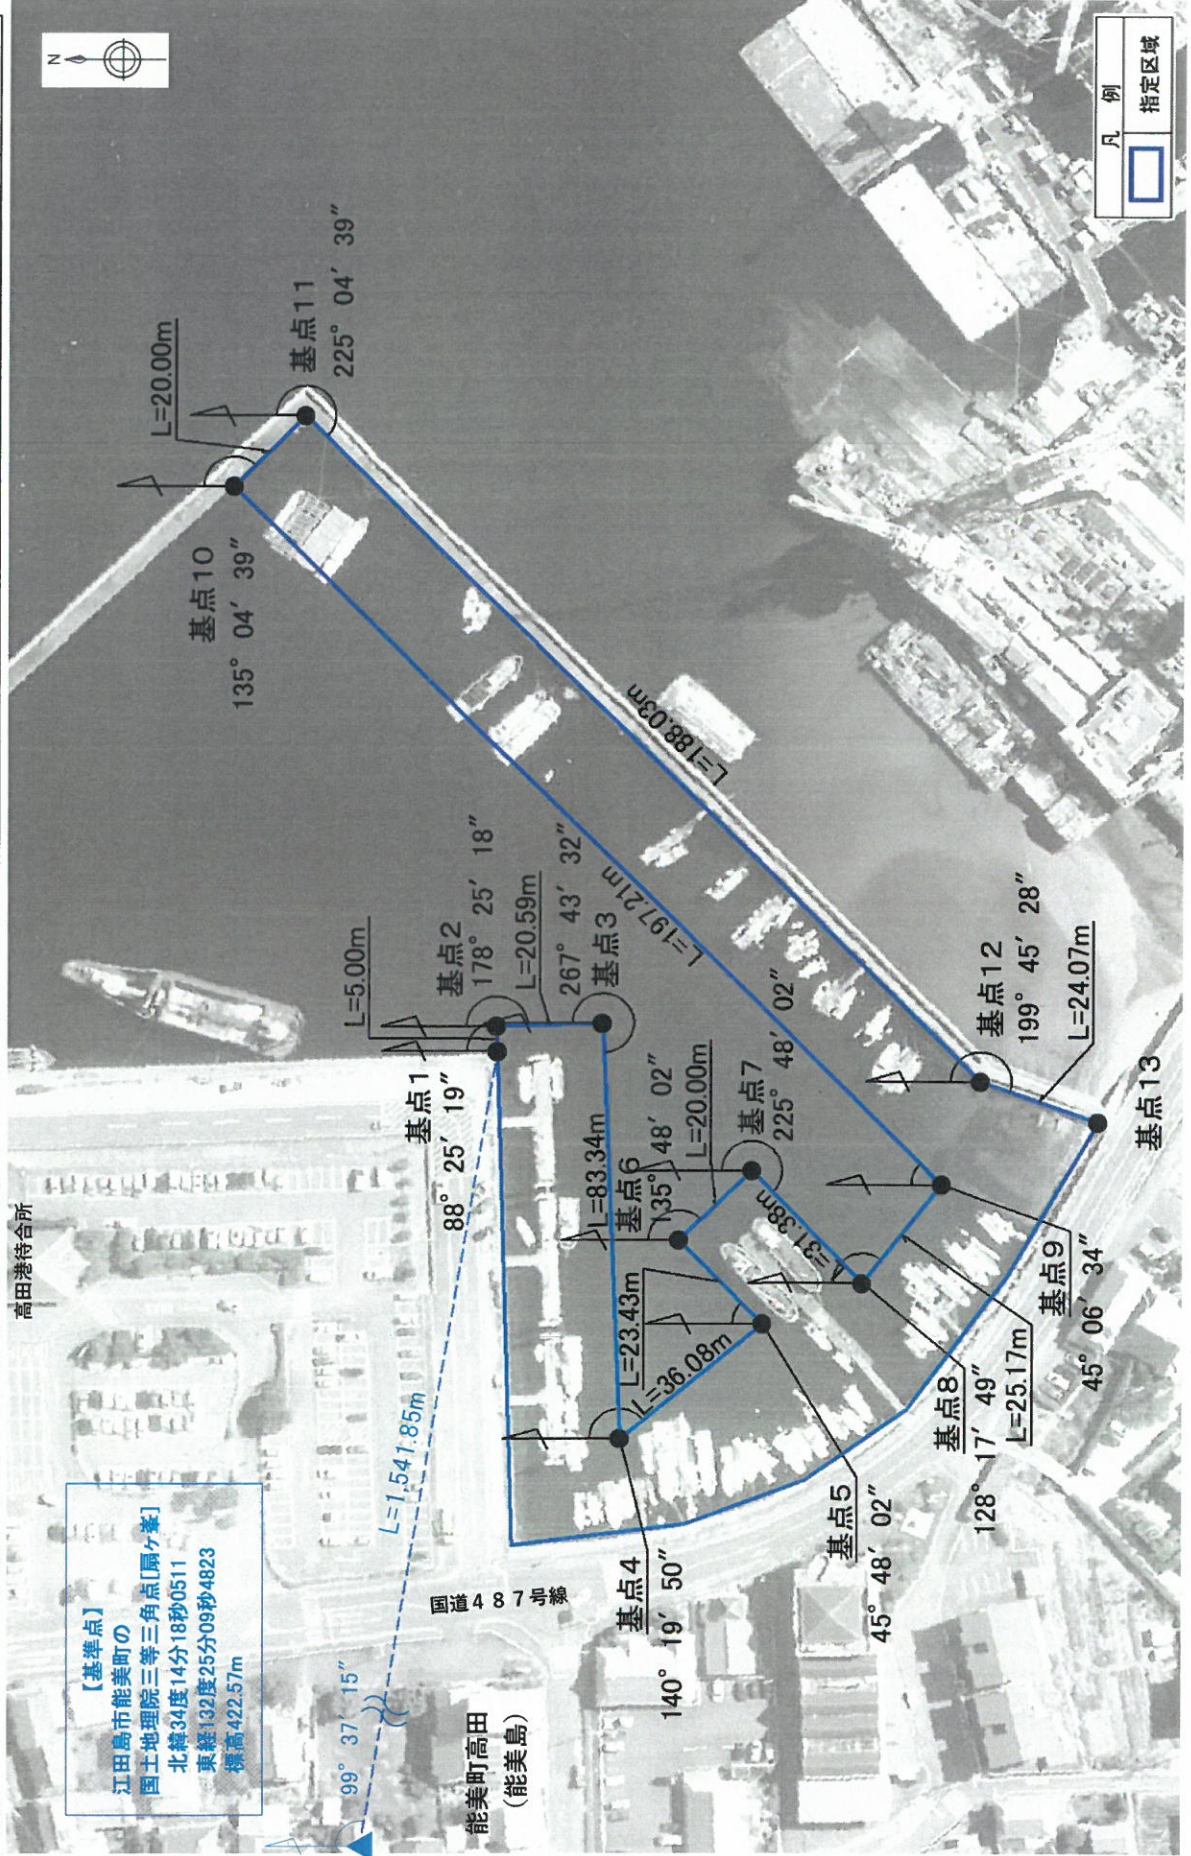 N
【基準点】
江田島市能美町の
国土地理院三等三角点[扇ヶ峯]
北緯34度14分18秒0511
東経132度25分09秒4823
標高422.57m
99° 37′ 15″
L=1,541.85m
能美町高田
(能美島)
国道487号線
高田港待合所
基点1
88° 25′ 19″
L=5.00m
基点2
178° 25′ 18″
L=20.59m
267° 43′ 32″
基点3
L=83.34m
基点4
140° 19′ 50″
L=36.08m
基点5
45° 48′ 02″
L=23.43m
基点6
135° 48′ 02″
L=20.00m
基点7
225° 48′ 02″
L=31.38m
基点8
128° 17′ 49″
L=25.17m
基点9
45° 06′ 34″
L=197.21m
基点10
135° 04′ 39″
L=20.00m
基点11
225° 04′ 39″
L=188.03m
基点12
199° 45′ 28″
L=24.07m
基点13
凡 例
指定区域